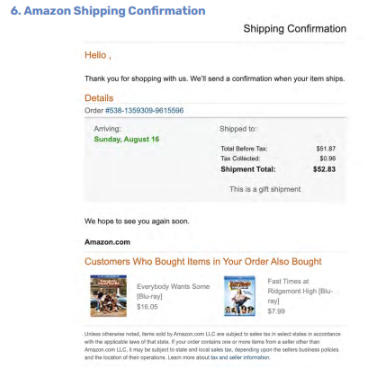 6. Amazon Shipping Confirmation
Shipping Confirmation
Hello ,
Thank you for shopping with us. We'll send a confirmation when your item ships.
Details
Order #538-1359309-9615596
Arriving:
Sunday, August 16
Shipped to:
Total Before Tax: $51.87
Tax Collected: $0.96
Shipment Total: $52.83
This is a gift shipment
We hope to see you again soon.
Amazon.com
Customers Who Bought Items in Your Order Also Bought
Everybody Wants Some
[Blu-ray]
$16.05
Fast Times at
Ridgemont High [Blu-
ray]
$7.99
Unless otherwise noted, items sold by Amazon.com LLC are subject to sales tax in select states in accordance
with the applicable laws of that state. If your order contains one or more items from a seller other than
Amazon.com LLC, it may be subject to state and local sales tax, depending upon the sellers business policies
and the location of their operations. Learn more about tax and seller information.